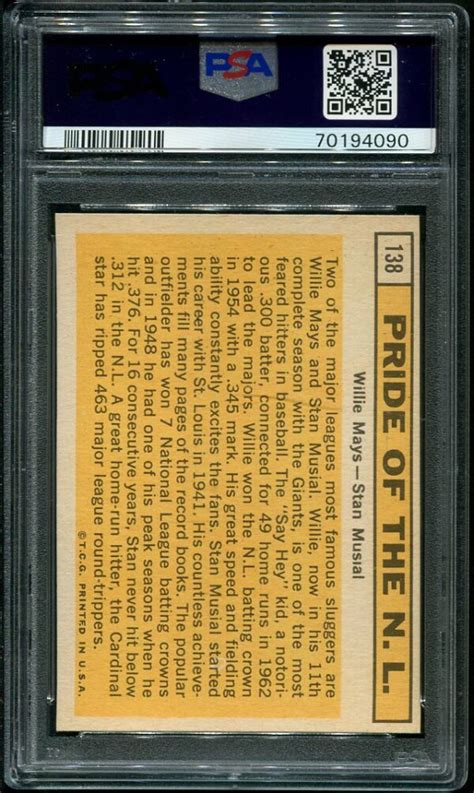 PSA
PSA
70194090
138
PRIDE OF THE N. L.
Willie Mays — Stan Musial
Two of the major leagues most famous sluggers are
Willie Mays and Stan Musial. Willie, now in his 11th
complete season with the Giants, is one of the most
feared hitters in baseball. The "Say Hey" kid, a notori-
ous .300 batter, connected for 49 home runs in 1962
to lead the majors. Willie won the N.L. batting crown
in 1954 with a .345 mark. His great speed and fielding
ability constantly excites the fans. Stan Musial started
his career with St. Louis in 1941. His countless achieve-
ments fill many pages of the record books. The popular
outfielder has won 7 National League batting crowns
and in 1948 he had one of his peak seasons when he
hit .376. For 16 consecutive years, Stan never hit below
.312 in the N.L. A great home-run hitter, the Cardinal
star has ripped 463 major league round-trippers.
© T.C.G. PRINTED IN U.S.A.